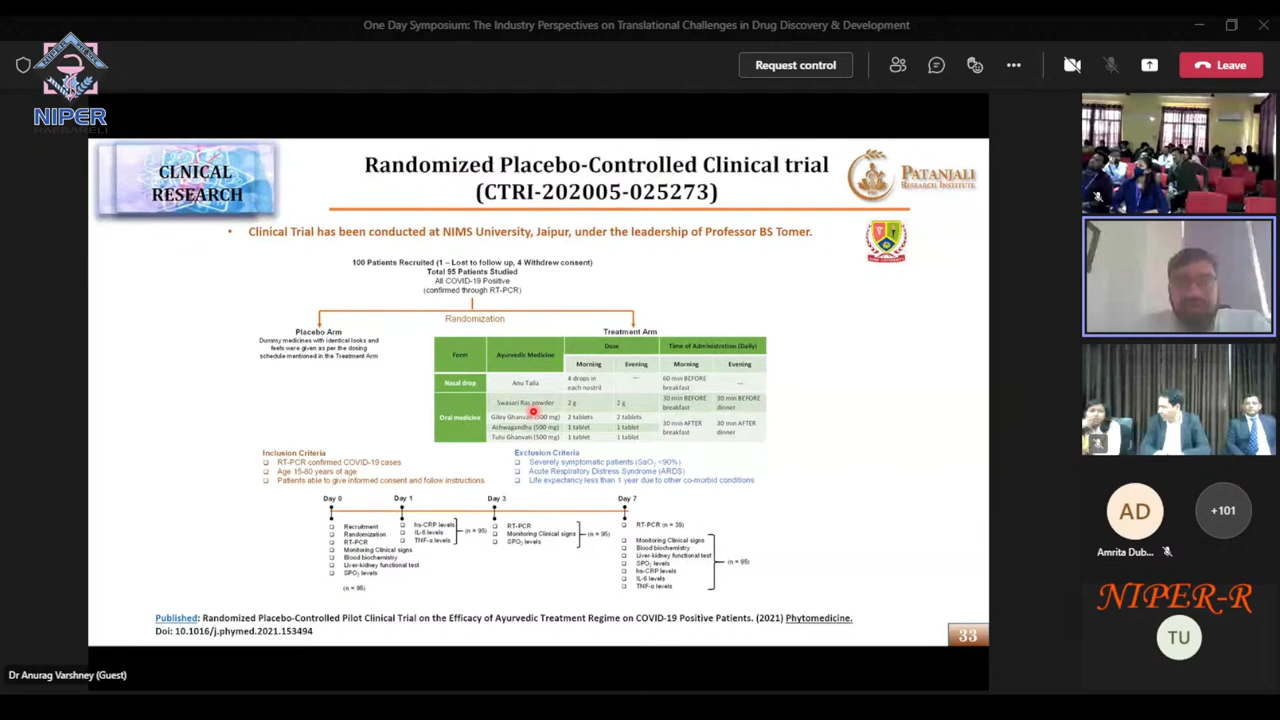 One Day Symposium: The Industry Perspectives on Translational Challenges in Drug Discovery & Development
Request control
Leave
NIPER
RAEBARELI
CLNICAL
RESEARCH
Randomized Placebo-Controlled Clinical trial
(CTRI-202005-025273)
PATANJALI
RESEARCH INSTITUTE
• Clinical Trial has been conducted at NIMS University, Jaipur, under the leadership of Professor BS Tomer.
100 Patients Recruited (1 – Lost to follow up, 4 Withdrew consent)
Total 95 Patients Studied
All COVID-19 Positive
(confirmed through RT-PCR)
Randomization
Placebo Arm
Dummy medicines with identical looks and
feels were given as per the dosing
schedule mentioned in the Treatment Arm
Treatment Arm
Form Ayurvedic Medicine Dose Time of Administration (Daily)
Morning Evening Morning Evening
Nasal drop Anu Taila 4 drops in each nostril --- 60 min BEFORE breakfast ---
Oral medicine Swasari Ras powder 2 g 2 g 30 min BEFORE breakfast 30 min BEFORE dinner
Giloy Ghanvati (500 mg) 2 tablets 2 tablets
Ashwagandha (500 mg) 1 tablet 1 tablet 30 min AFTER breakfast 30 min AFTER dinner
Tulsi Ghanvati (500 mg) 1 tablet 1 tablet
Inclusion Criteria
RT-PCR confirmed COVID-19 cases
Age 15-80 years of age
Patients able to give informed consent and follow instructions
Exclusion Criteria
Severely symptomatic patients (SaO2 <90%)
Acute Respiratory Distress Syndrome (ARDS)
Life expectancy less than 1 year due to other co-morbid conditions
Day 0 Day 1 Day 3 Day 7
Recruitment
Randomization
RT-PCR
Monitoring Clinical signs
Blood biochemistry
Liver-kidney functional test
SPO2 levels
(n = 95)
hs-CRP levels
IL-6 levels
TNF-α levels
(n = 95)
RT-PCR
Monitoring Clinical signs
SPO2 levels
(n = 95)
RT-PCR (n = 39)
Monitoring Clinical signs
Blood biochemistry
Liver-kidney functional test
SPO2 levels
hs-CRP levels
IL-6 levels
TNF-α levels
(n = 95)
Published: Randomized Placebo-Controlled Pilot Clinical Trial on the Efficacy of Ayurvedic Treatment Regime on COVID-19 Positive Patients. (2021) Phytomedicine.
Doi: 10.1016/j.phymed.2021.153494
33
Dr Anurag Varshney (Guest)
AD
+101
Amrita Dub...
NIPER-R
TU